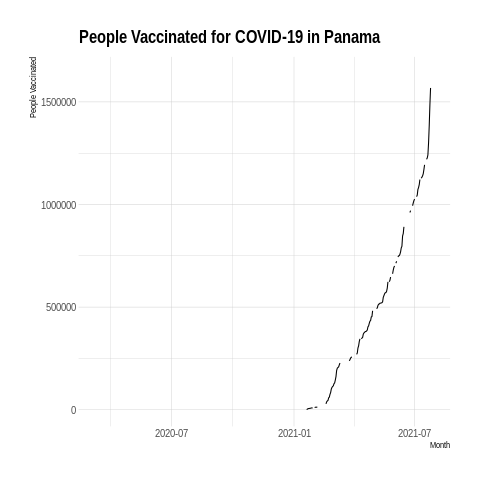 People Vaccinated for COVID-19 in Panama
People Vaccinated
1500000
1000000
500000
0
2020-07
2021-01
2021-07
Month